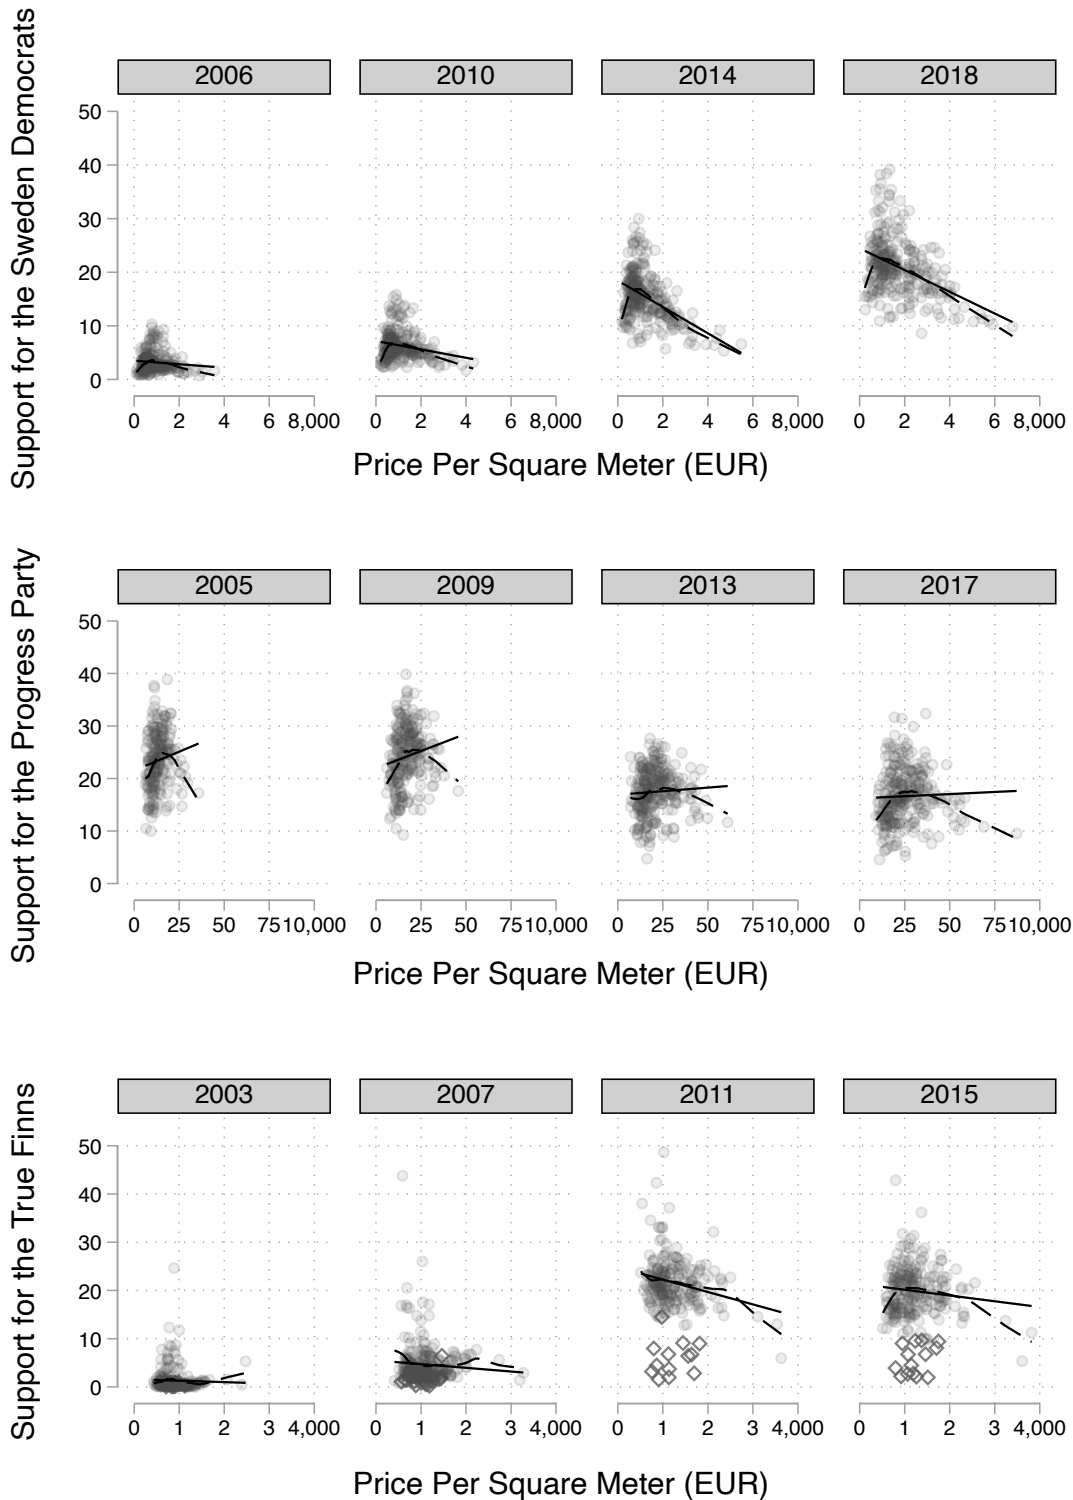 Support for the Sweden Democrats
2006 2010 2014 2018
50
40
30
20
10
0
0 2 4 6 8,000 0 2 4 6 8,000 0 2 4 6 8,000 0 2 4 6 8,000
Price Per Square Meter (EUR)
Support for the Progress Party
2005 2009 2013 2017
50
40
30
20
10
0
0 25 50 7510,000 0 25 50 7510,000 0 25 50 7510,000 0 25 50 7510,000
Price Per Square Meter (EUR)
Support for the True Finns
2003 2007 2011 2015
50
40
30
20
10
0
0 1 2 3 4,000 0 1 2 3 4,000 0 1 2 3 4,000 0 1 2 3 4,000
Price Per Square Meter (EUR)